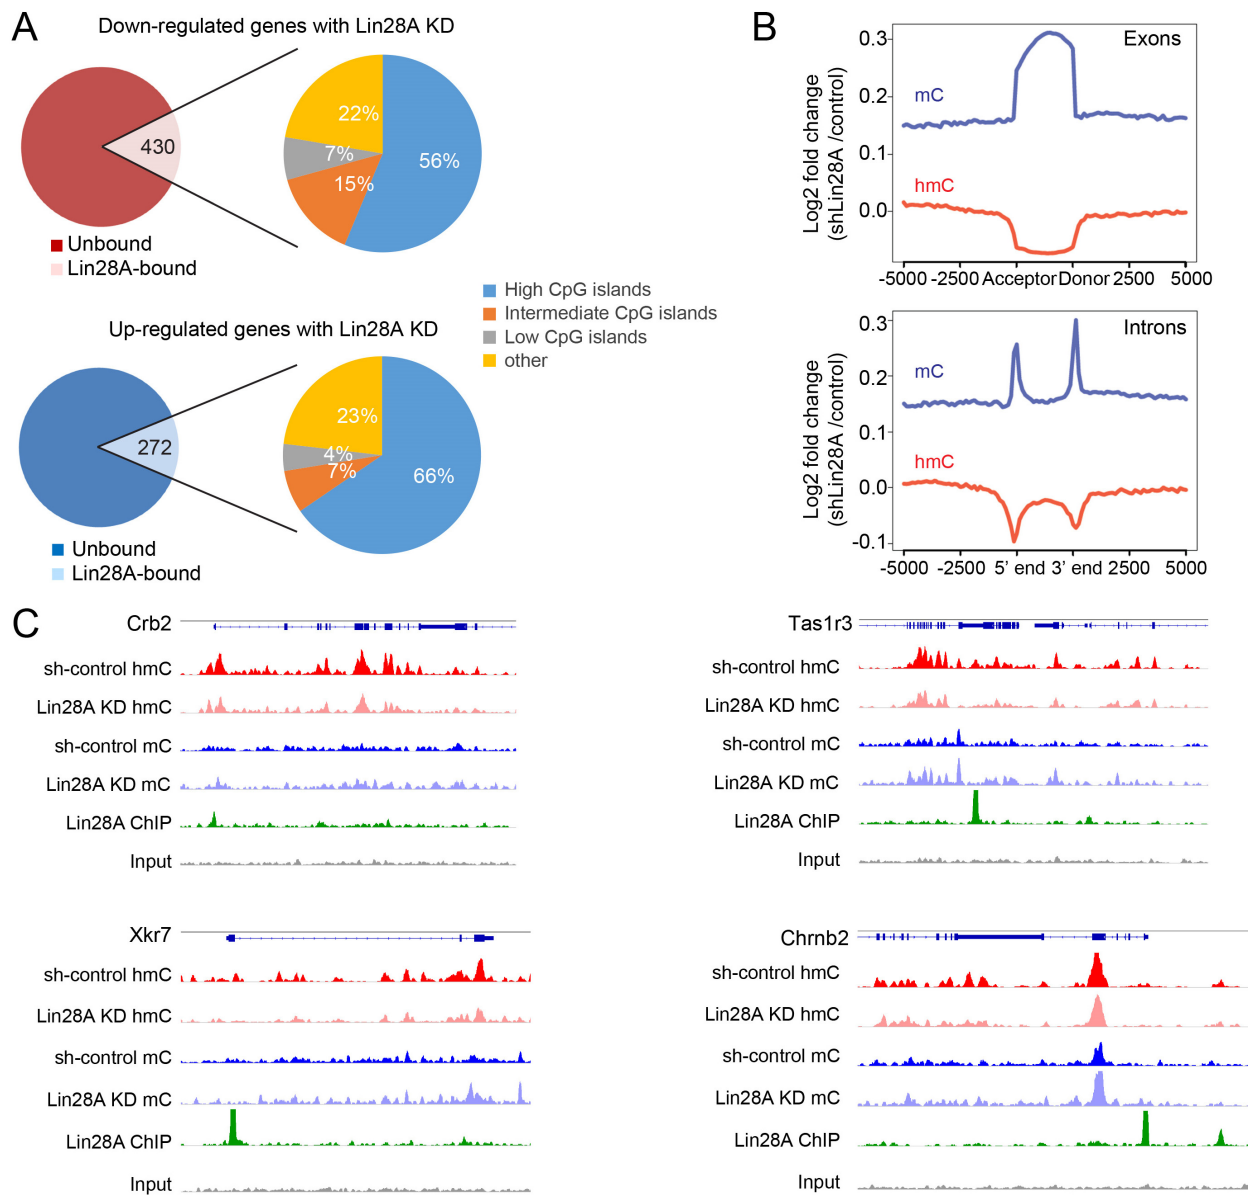 A
Down-regulated genes with Lin28A KD
430
22%
7%
15%
56%
Unbound
Lin28A-bound
High CpG islands
Intermediate CpG islands
Low CpG islands
other
Up-regulated genes with Lin28A KD
272
23%
4%
7%
66%
Unbound
Lin28A-bound
B
Exons
Log2 fold change
(shLin28A /control)
0.3
0.2
0.1
0.0
mC
hmC
-5000 -2500 Acceptor Donor 2500 5000
Introns
Log2 fold change
(shLin28A /control)
0.3
0.2
0.1
0.0
-0.1
mC
hmC
-5000 -2500 5' end 3' end 2500 5000
C
Crb2
sh-control hmC
Lin28A KD hmC
sh-control mC
Lin28A KD mC
Lin28A ChIP
Input
Tas1r3
sh-control hmC
Lin28A KD hmC
sh-control mC
Lin28A KD mC
Lin28A ChIP
Input
Xkr7
sh-control hmC
Lin28A KD hmC
sh-control mC
Lin28A KD mC
Lin28A ChIP
Input
Chrnb2
sh-control hmC
Lin28A KD hmC
sh-control mC
Lin28A KD mC
Lin28A ChIP
Input